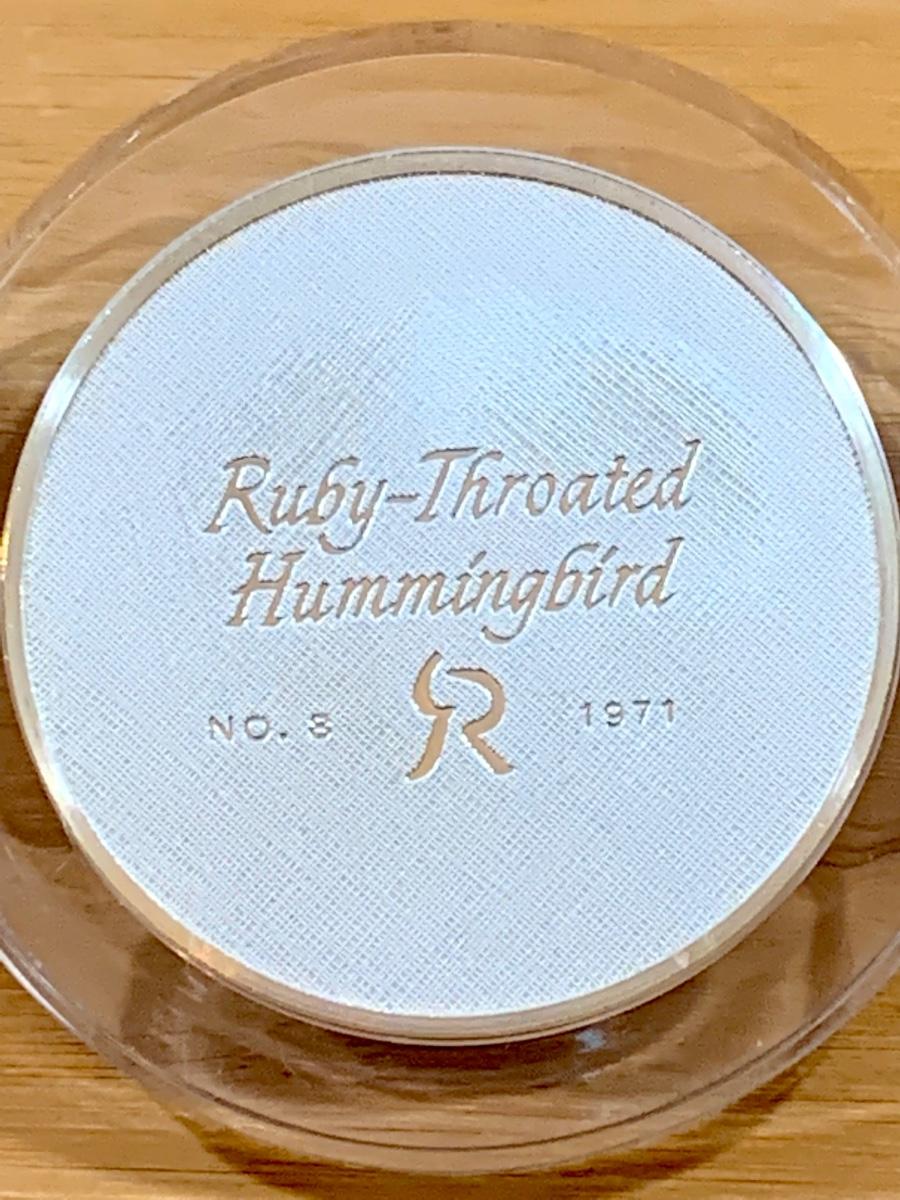 Ruby-Throated
Hummingbird
NO. 8 R 1971